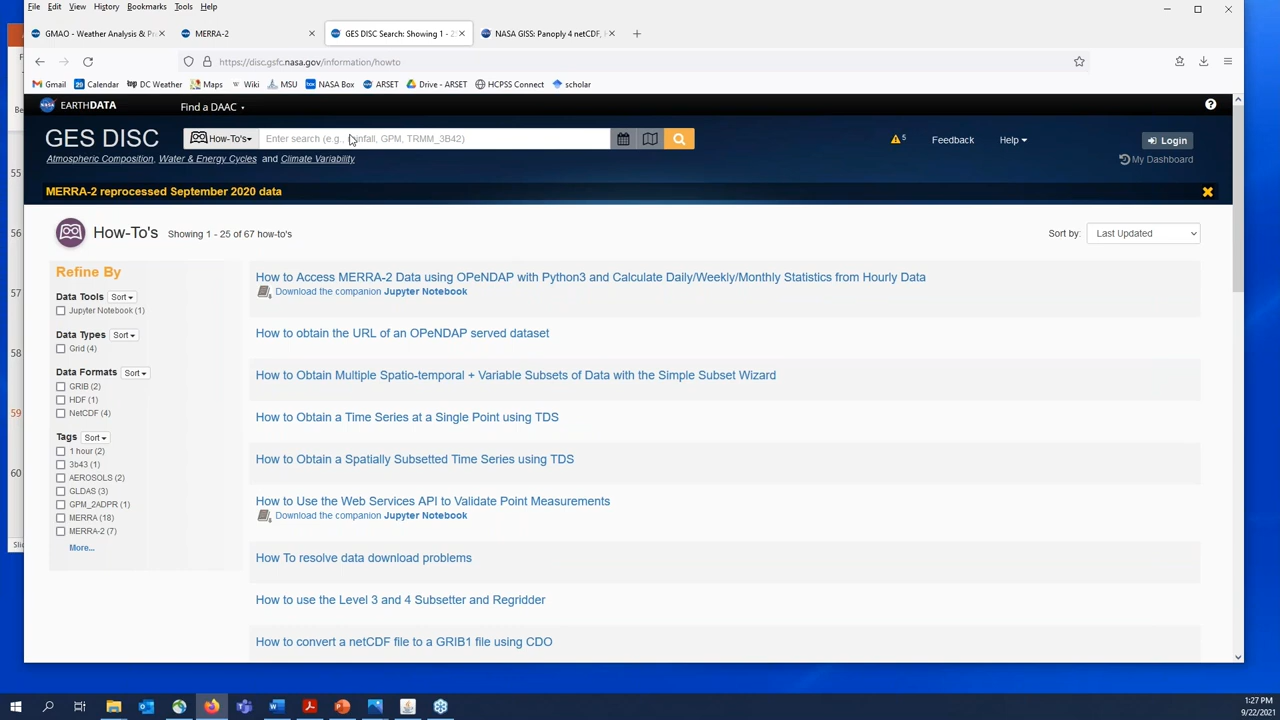 File Edit View History Bookmarks Tools Help
GMAO - Weather Analysis & Pr
MERRA-2
GES DISC Search: Showing 1 - 2
NASA GISS: Panoply 4 netCDF, H
https://disc.gsfc.nasa.gov/information/howto
Gmail Calendar DC Weather Maps Wiki MSU NASA Box ARSET Drive - ARSET HCPSS Connect scholar
EARTHDATA Find a DAAC
GES DISC How-To's Enter search (e.g., rainfall, GPM, TRMM_3B42) 5 Feedback Help Login
Atmospheric Composition, Water & Energy Cycles and Climate Variability My Dashboard
MERRA-2 reprocessed September 2020 data
How-To's Showing 1 - 25 of 67 how-to's Sort by: Last Updated
Refine By
Data Tools Sort
Jupyter Notebook (1)
Data Types Sort
Grid (4)
Data Formats Sort
GRIB (2)
HDF (1)
NetCDF (4)
Tags Sort
1 hour (2)
3b43 (1)
AEROSOLS (2)
GLDAS (3)
GPM_2ADPR (1)
MERRA (18)
MERRA-2 (7)
More...
How to Access MERRA-2 Data using OPeNDAP with Python3 and Calculate Daily/Weekly/Monthly Statistics from Hourly Data
Download the companion Jupyter Notebook
How to obtain the URL of an OPeNDAP served dataset
How to Obtain Multiple Spatio-temporal + Variable Subsets of Data with the Simple Subset Wizard
How to Obtain a Time Series at a Single Point using TDS
How to Obtain a Spatially Subsetted Time Series using TDS
How to Use the Web Services API to Validate Point Measurements
Download the companion Jupyter Notebook
How To resolve data download problems
How to use the Level 3 and 4 Subsetter and Regridder
How to convert a netCDF file to a GRIB1 file using CDO
55
56
57
58
59
60
1:27 PM
9/22/2021